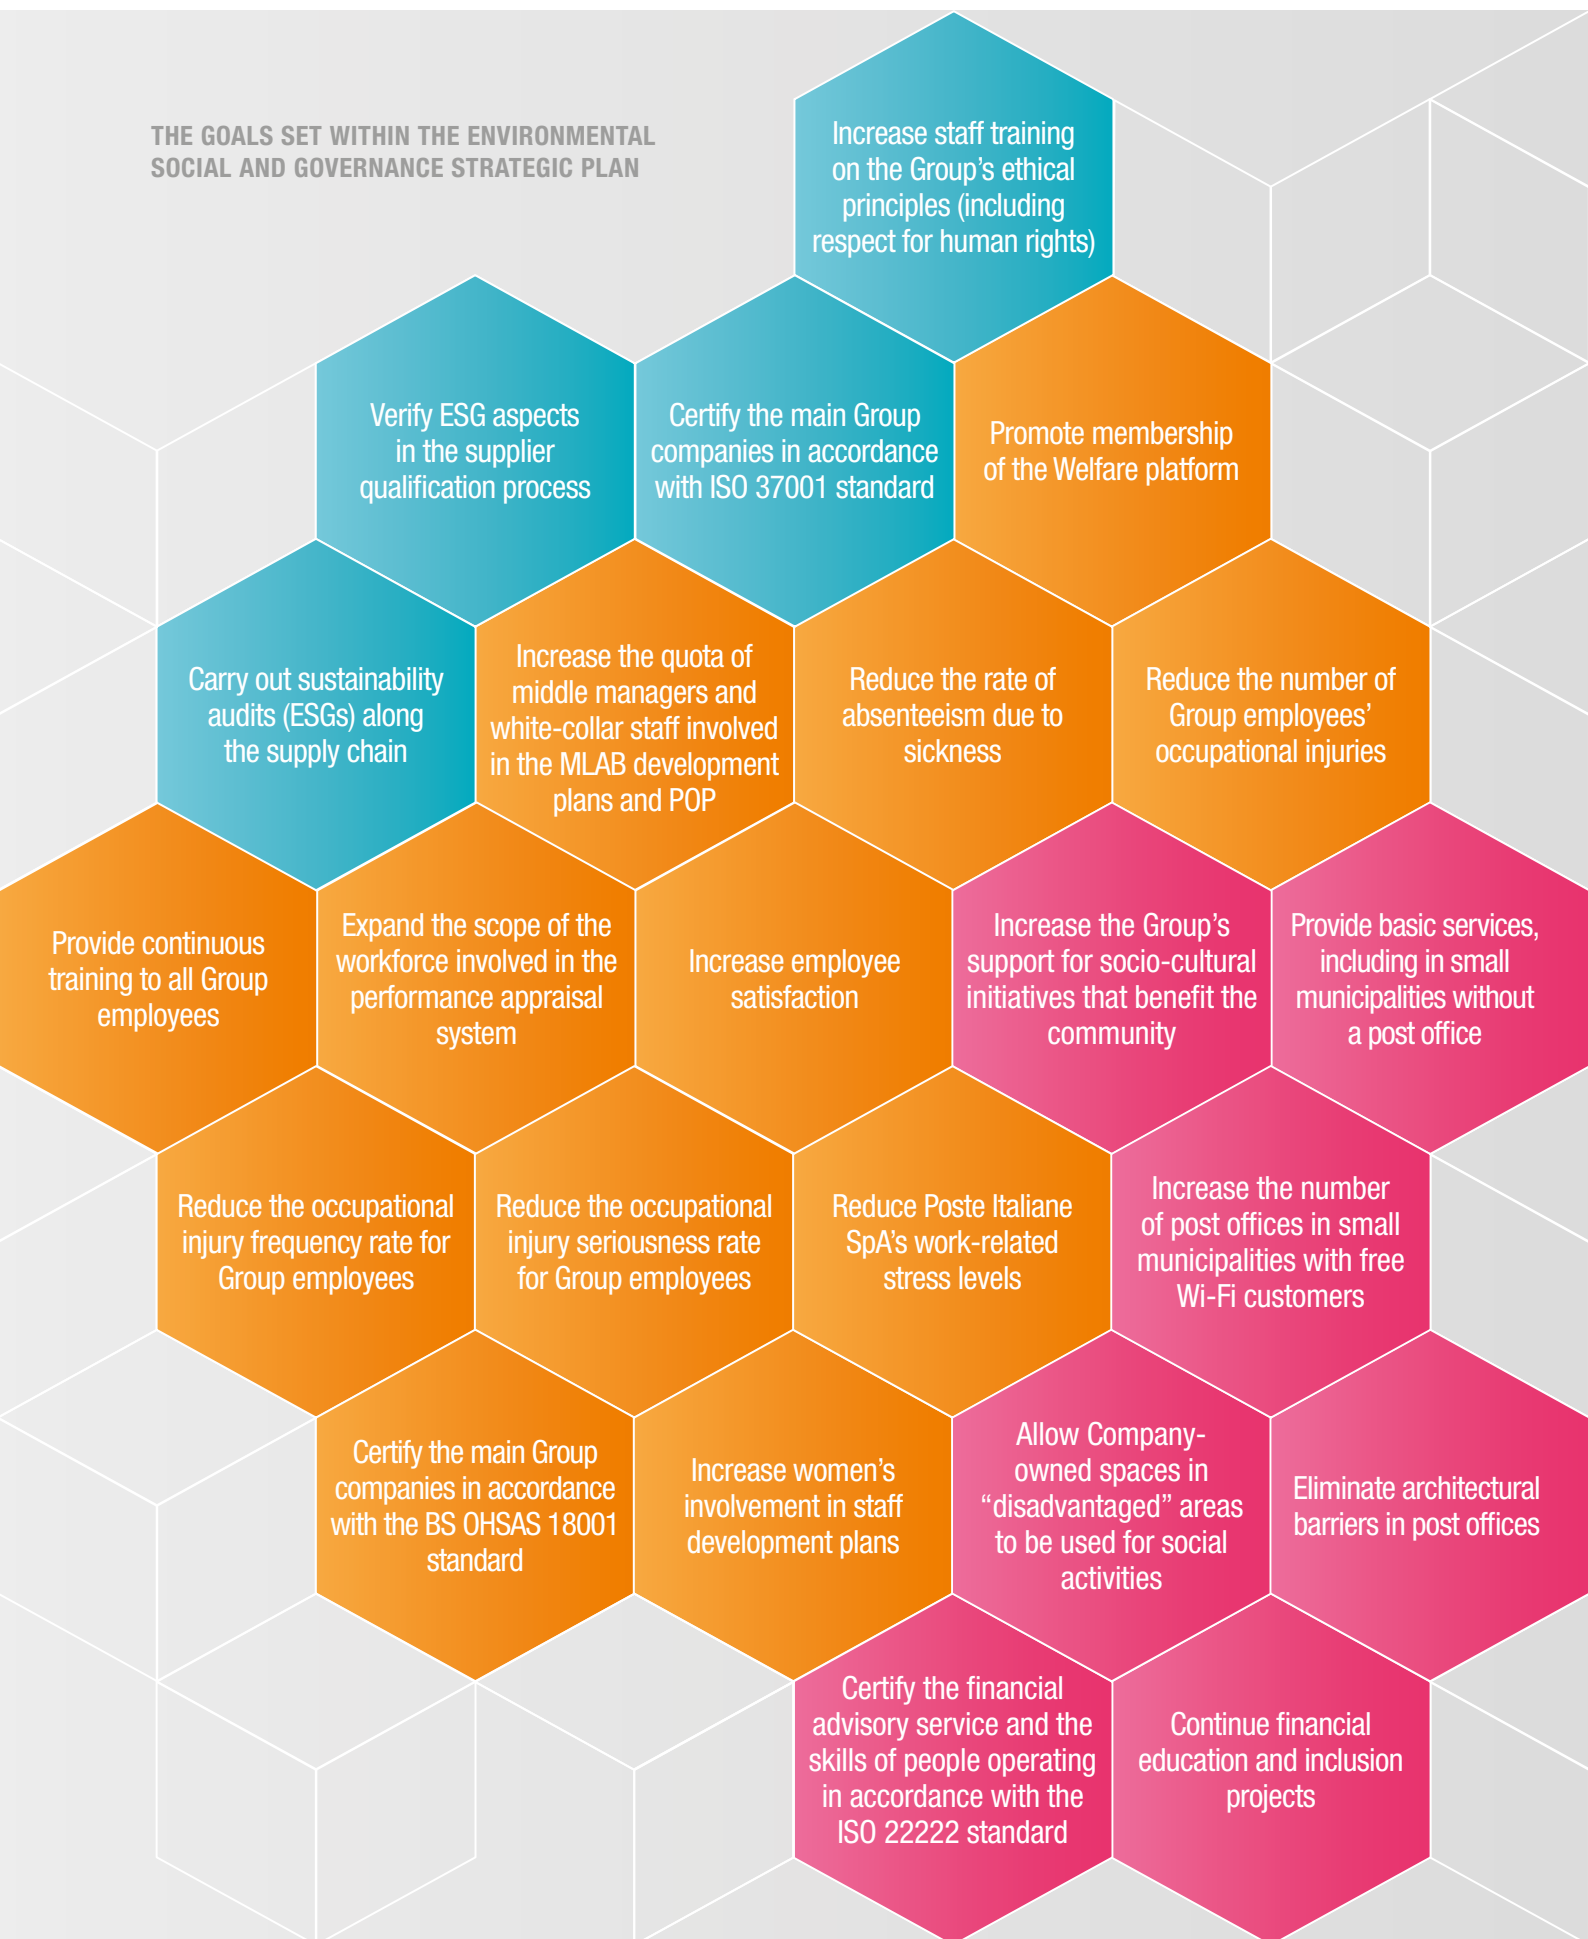 THE GOALS SET WITHIN THE ENVIRONMENTAL
SOCIAL AND GOVERNANCE STRATEGIC PLAN
Increase staff training
on the Group’s ethical
principles (including
respect for human rights)
Verify ESG aspects
in the supplier
qualification process
Certify the main Group
companies in accordance
with ISO 37001 standard
Promote membership
of the Welfare platform
Carry out sustainability
audits (ESGs) along
the supply chain
Increase the quota of
middle managers and
white-collar staff involved
in the MLAB development
plans and POP
Reduce the rate of
absenteeism due to
sickness
Reduce the number of
Group employees’
occupational injuries
Provide continuous
training to all Group
employees
Expand the scope of the
workforce involved in the
performance appraisal
system
Increase employee
satisfaction
Increase the Group’s
support for socio-cultural
initiatives that benefit the
community
Provide basic services,
including in small
municipalities without
a post office
Reduce the occupational
injury frequency rate for
Group employees
Reduce the occupational
injury seriousness rate
for Group employees
Reduce Poste Italiane
SpA’s work-related
stress levels
Increase the number
of post offices in small
municipalities with free
Wi-Fi customers
Certify the main Group
companies in accordance
with the BS OHSAS 18001
standard
Increase women’s
involvement in staff
development plans
Allow Company-
owned spaces in
“disadvantaged” areas
to be used for social
activities
Eliminate architectural
barriers in post offices
Certify the financial
advisory service and the
skills of people operating
in accordance with the
ISO 22222 standard
Continue financial
education and inclusion
projects